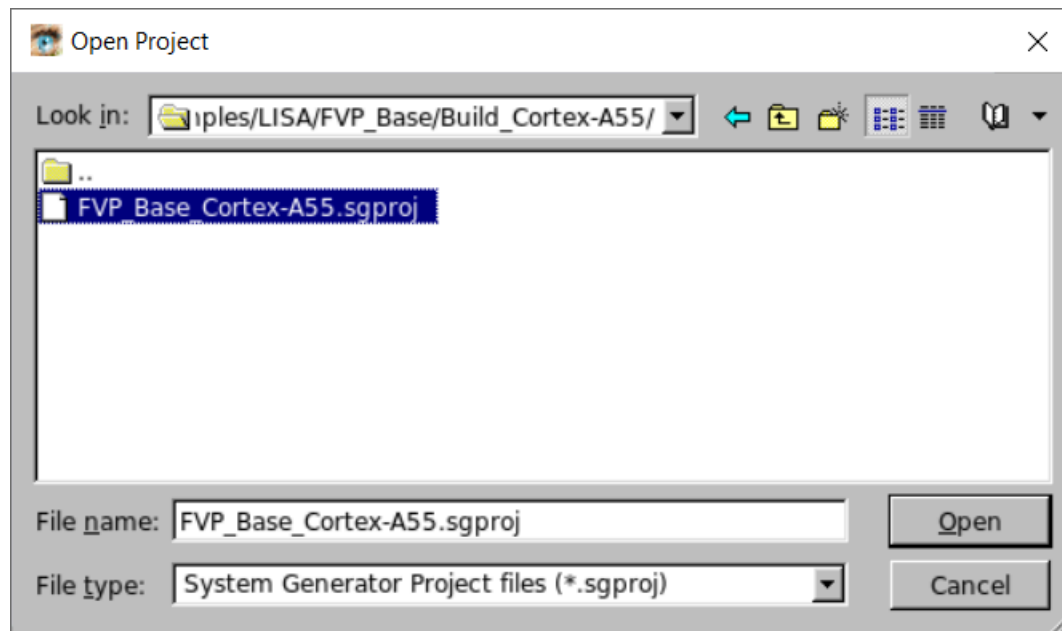 Open Project
Look in: ıples/LISA/FVP_Base/Build_Cortex-A55/
..
FVP_Base_Cortex-A55.sgproj
File name: FVP_Base_Cortex-A55.sgproj Open
File type: System Generator Project files (*.sgproj) Cancel